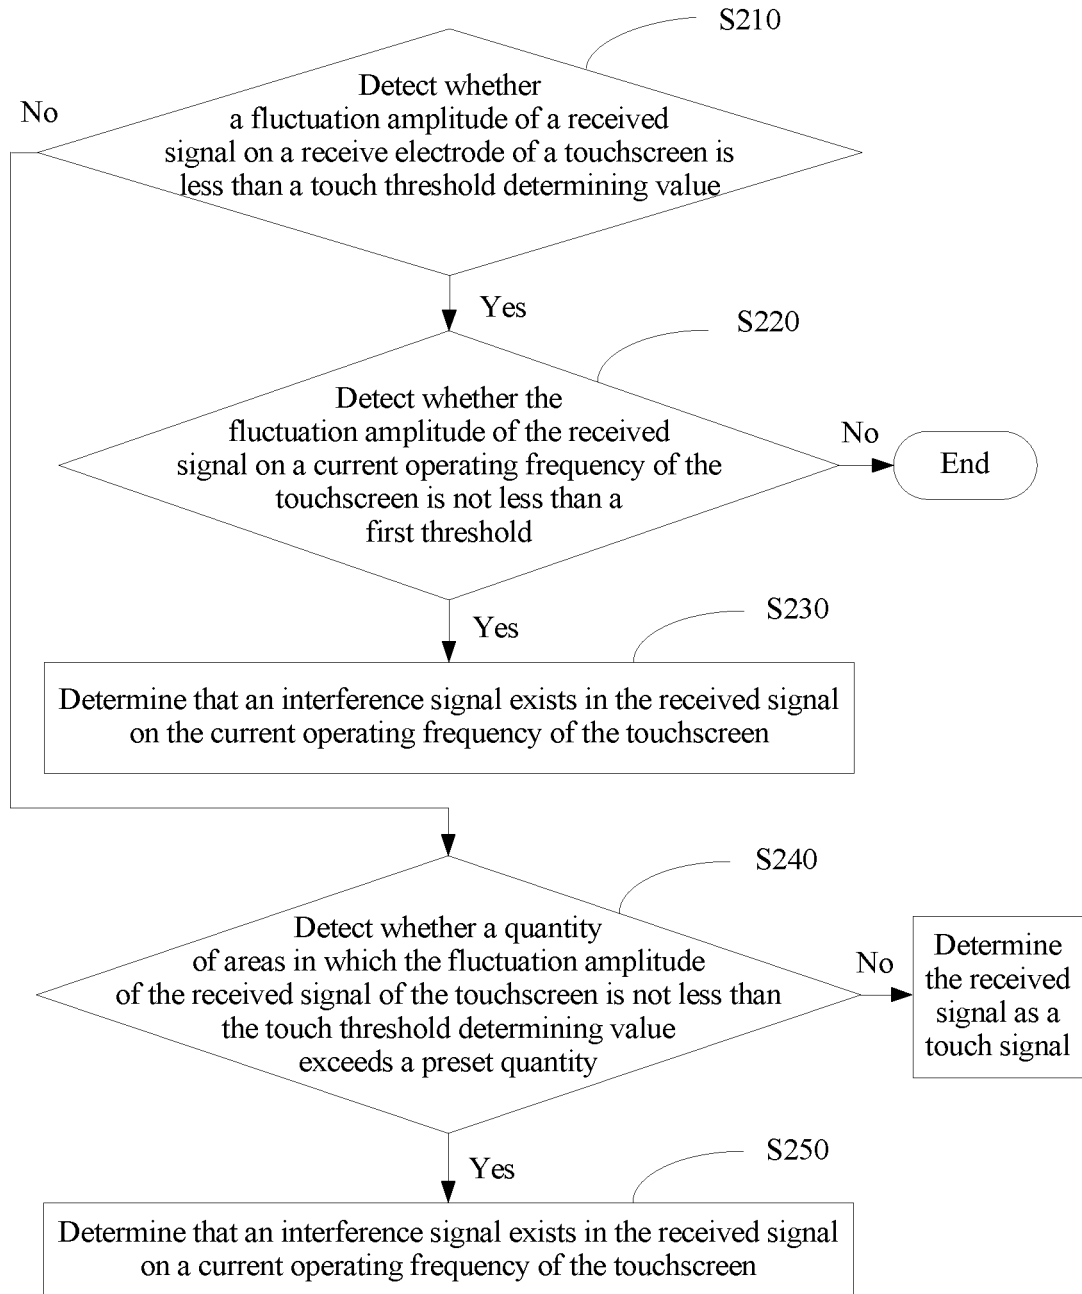 S210
Detect whether
a fluctuation amplitude of a received
signal on a receive electrode of a touchscreen is
less than a touch threshold determining value
No
Yes
S220
Detect whether the
fluctuation amplitude of the received
signal on a current operating frequency of the
touchscreen is not less than a
first threshold
No
End
Yes
S230
Determine that an interference signal exists in the received signal
on the current operating frequency of the touchscreen
S240
Detect whether a quantity
of areas in which the fluctuation amplitude
of the received signal of the touchscreen is not less than
the touch threshold determining value
exceeds a preset quantity
No
Determine
the received
signal as a
touch signal
Yes
S250
Determine that an interference signal exists in the received signal
on a current operating frequency of the touchscreen